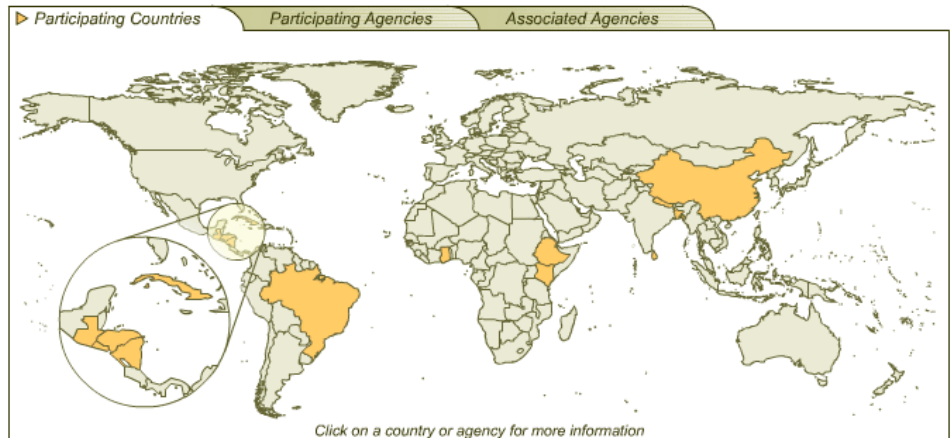 Participating Countries
Participating Agencies
Associated Agencies
Click on a country or agency for more information